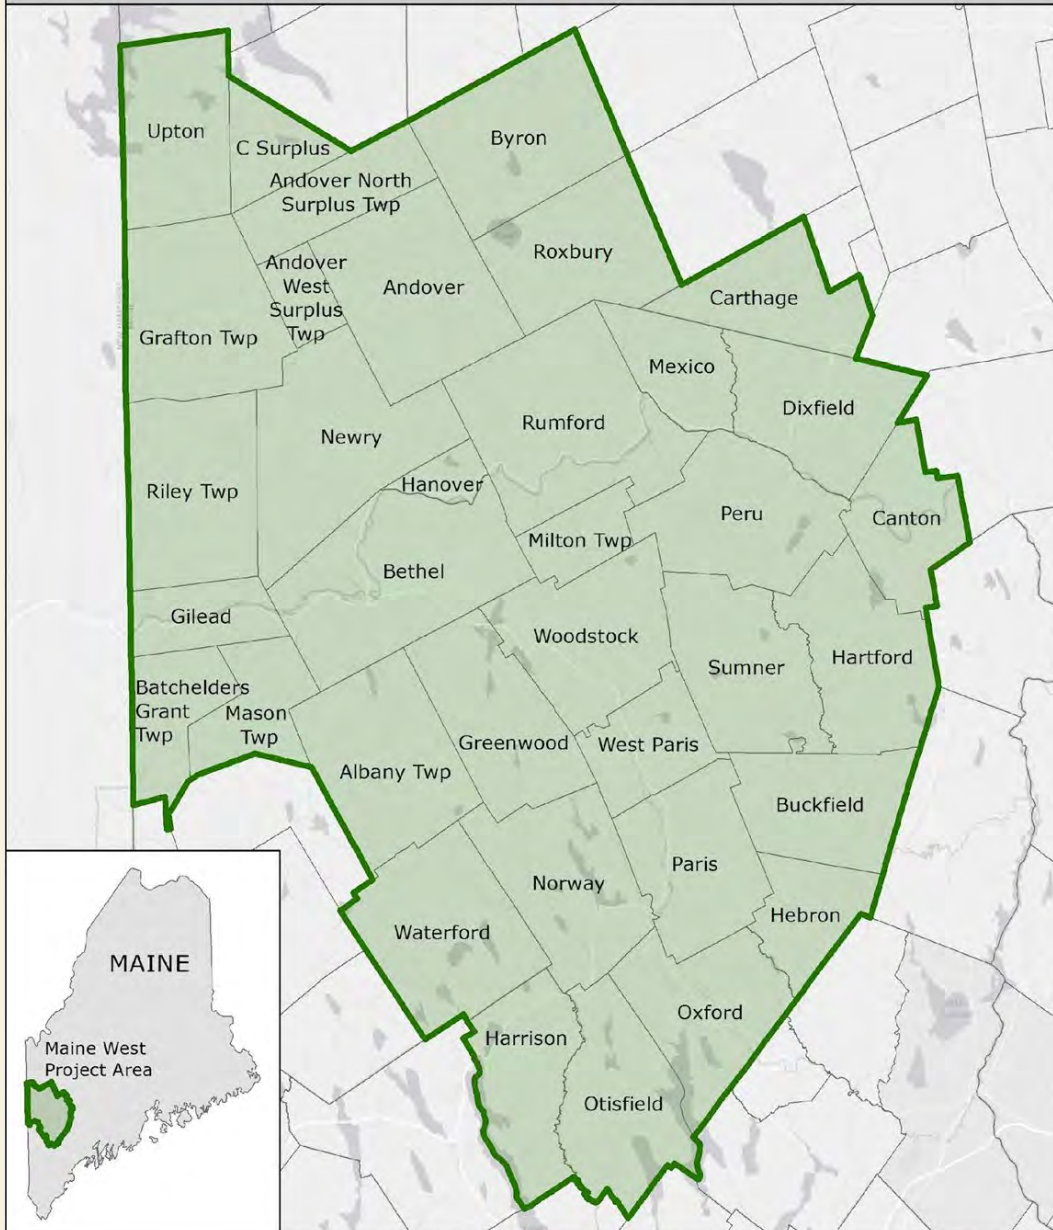 Upton
C Surplus
Byron
Andover North
Surplus Twp
Roxbury
Andover
West
Surplus
Twp
Andover
Carthage
Grafton Twp
Mexico
Dixfield
Rumford
Newry
Hanover
Riley Twp
Peru
Canton
Milton Twp
Bethel
Gilead
Woodstock
Sumner
Hartford
Batchelders
Grant
Twp
Mason
Twp
Greenwood
West Paris
Albany Twp
Buckfield
Paris
Norway
Hebron
Waterford
Oxford
Harrison
Otisfield
MAINE
Maine West
Project Area